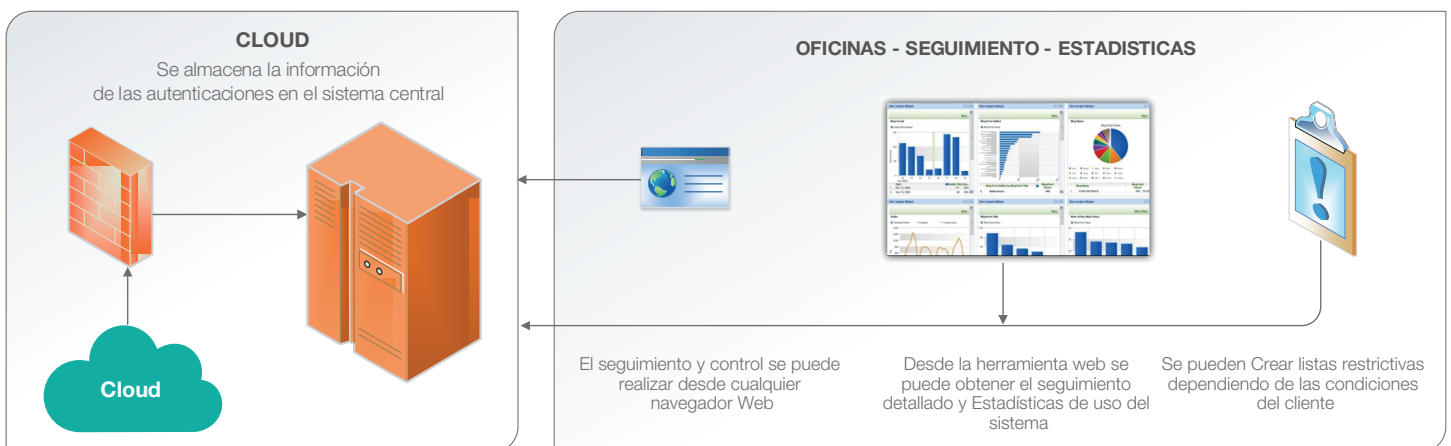 CLOUD
Se almacena la información
de las autenticaciones en el sistema central
Cloud
OFICINAS - SEGUIMIENTO - ESTADISTICAS
El seguimiento y control se puede
realizar desde cualquier
navegador Web
Desde la herramienta web se
puede obtener el seguimiento
detallado y Estadísticas de uso del
sistema
Se pueden Crear listas restrictivas
dependiendo de las condiciones
del cliente